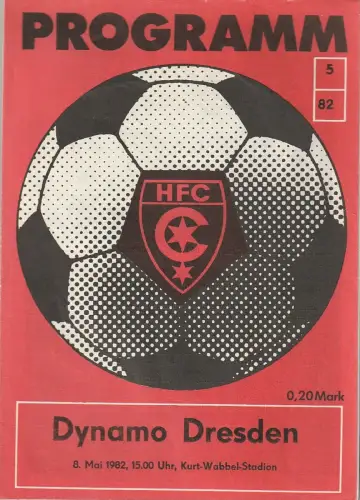 PROGRAMM
5
82
HFC
0,20 Mark
Dynamo Dresden
8. Mai 1982, 15.00 Uhr, Kurt-Wabbel-Stadion